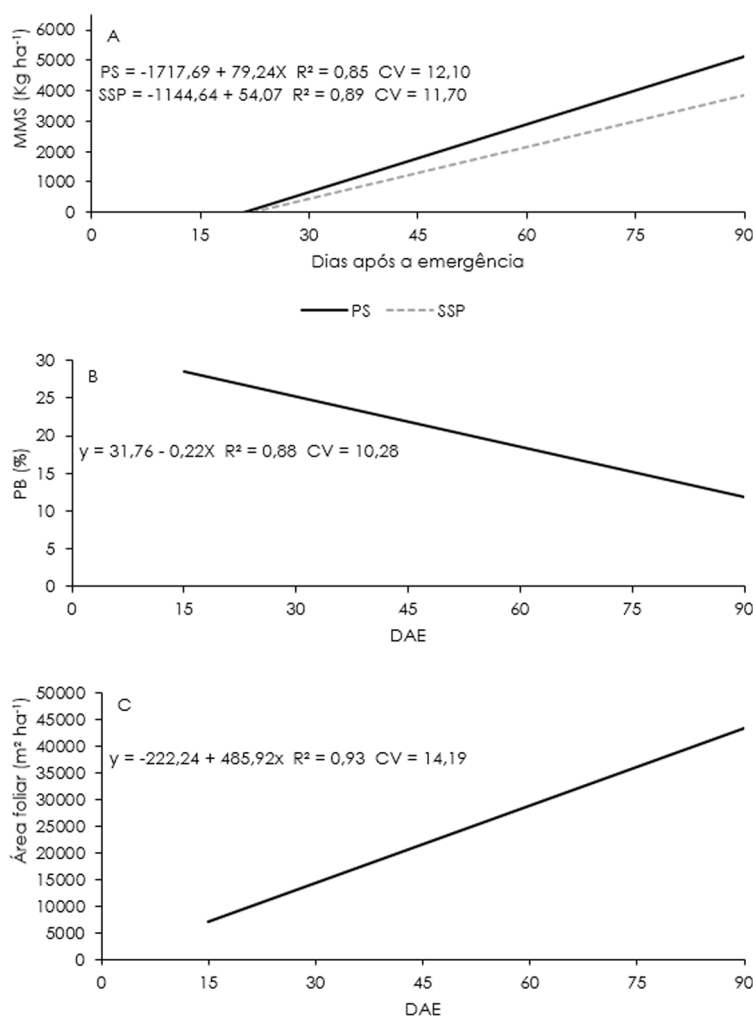 A
PS = -1717,69 + 79,24X R² = 0,85 CV = 12,10
SSP = -1144,64 + 54,07 R² = 0,89 CV = 11,70
MMS (Kg ha⁻¹)
6000
5000
4000
3000
2000
1000
0
0 15 30 45 60 75 90
Dias após a emergência
PS SSP
B
y = 31,76 - 0,22X R² = 0,88 CV = 10,28
PB (%)
30
25
20
15
10
5
0
0 15 30 45 60 75 90
DAE
C
y = -222,24 + 485,92x R² = 0,93 CV = 14,19
Área foliar (m² ha⁻¹)
50000
45000
40000
35000
30000
25000
20000
15000
10000
5000
0
0 15 30 45 60 75 90
DAE